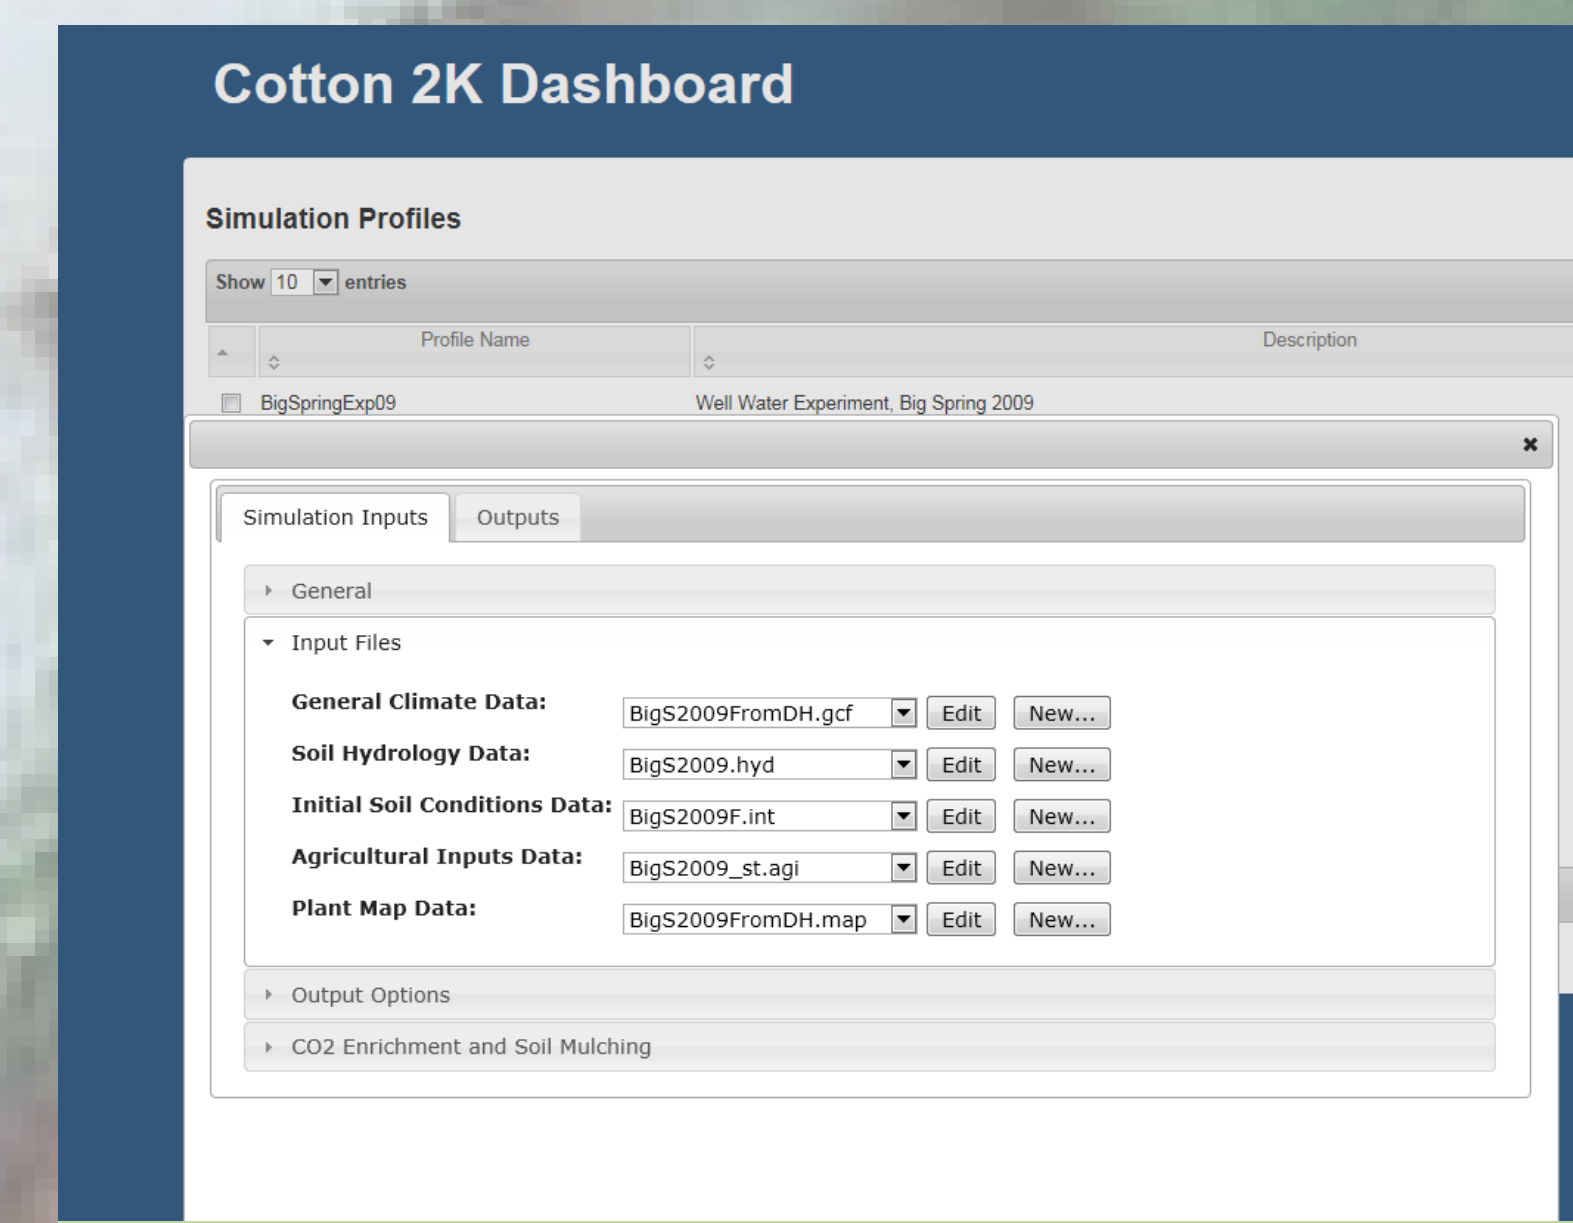 Cotton 2K Dashboard
Simulation Profiles
Show 10 entries
Profile Name Description
BigSpringExp09 Well Water Experiment, Big Spring 2009
Simulation Inputs Outputs
General
Input Files
General Climate Data: BigS2009FromDH.gcf Edit New...
Soil Hydrology Data: BigS2009.hyd Edit New...
Initial Soil Conditions Data: BigS2009F.int Edit New...
Agricultural Inputs Data: BigS2009_st.agi Edit New...
Plant Map Data: BigS2009FromDH.map Edit New...
Output Options
CO2 Enrichment and Soil Mulching